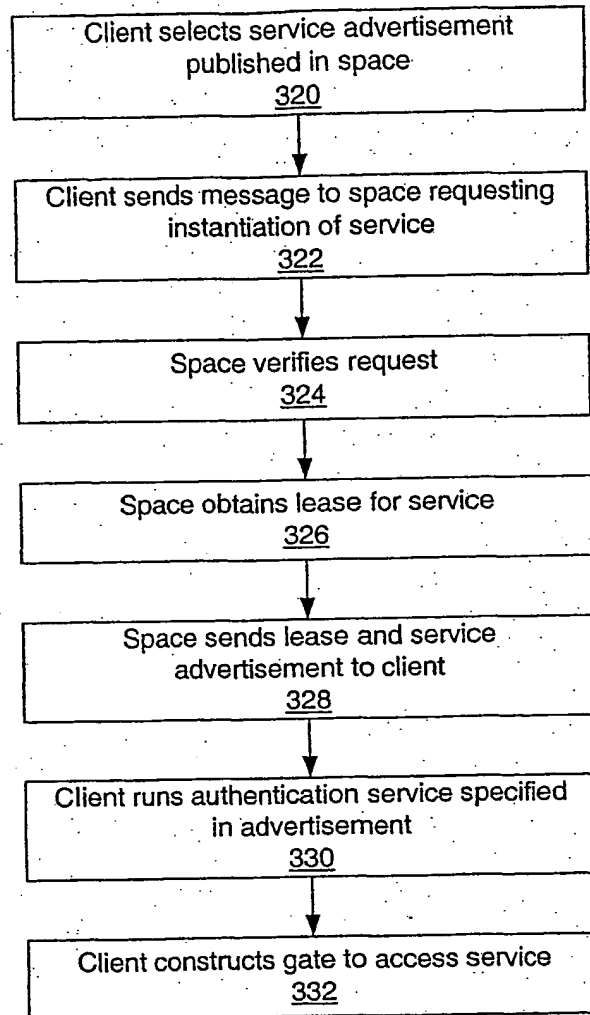 Client selects service advertisement
published in space
320
Client sends message to space requesting
instantiation of service
322
Space verifies request
324
Space obtains lease for service
326
Space sends lease and service
advertisement to client
328
Client runs authentication service specified
in advertisement
330
Client constructs gate to access service
332